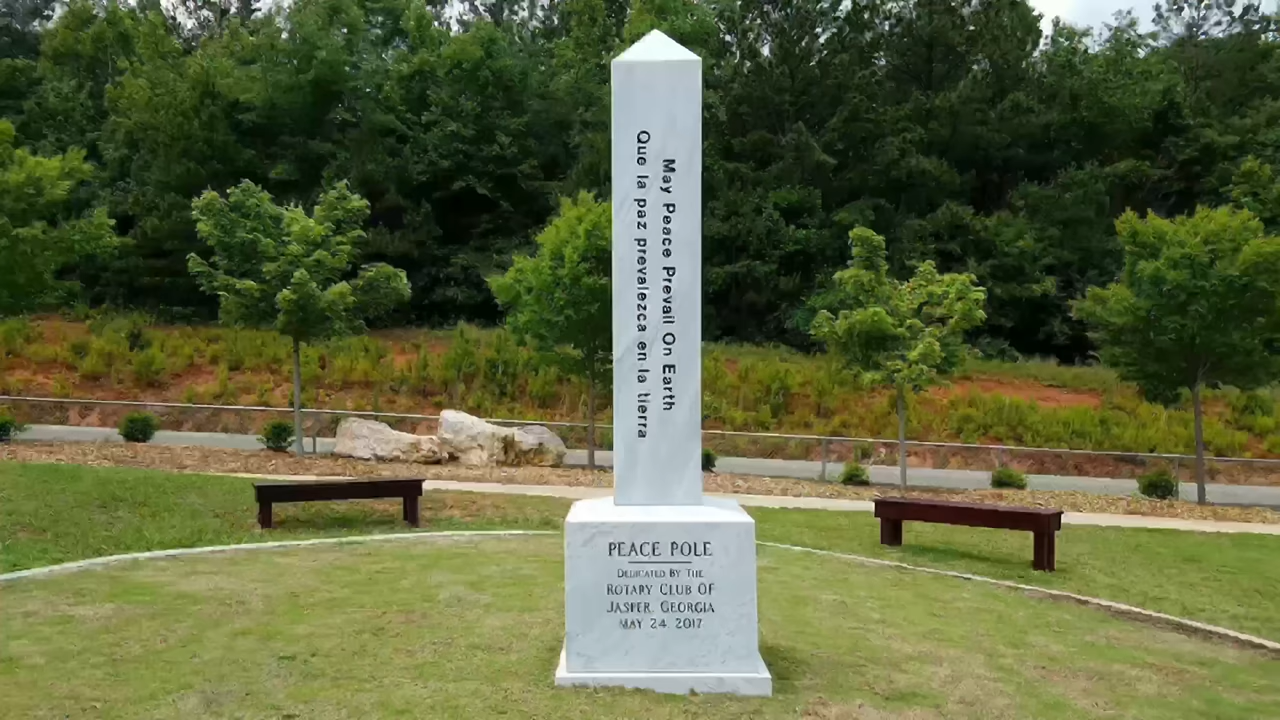 May Peace Prevail On Earth
Que la paz prevalezca en la tierra
PEACE POLE
DEDICATED BY THE
ROTARY CLUB OF
JASPER, GEORGIA
MAY 24, 2017